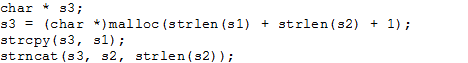 char * s3;
s3 = (char *)malloc(strlen(s1) + strlen(s2) + 1);
strcpy(s3, s1);
strncat(s3, s2, strlen(s2));